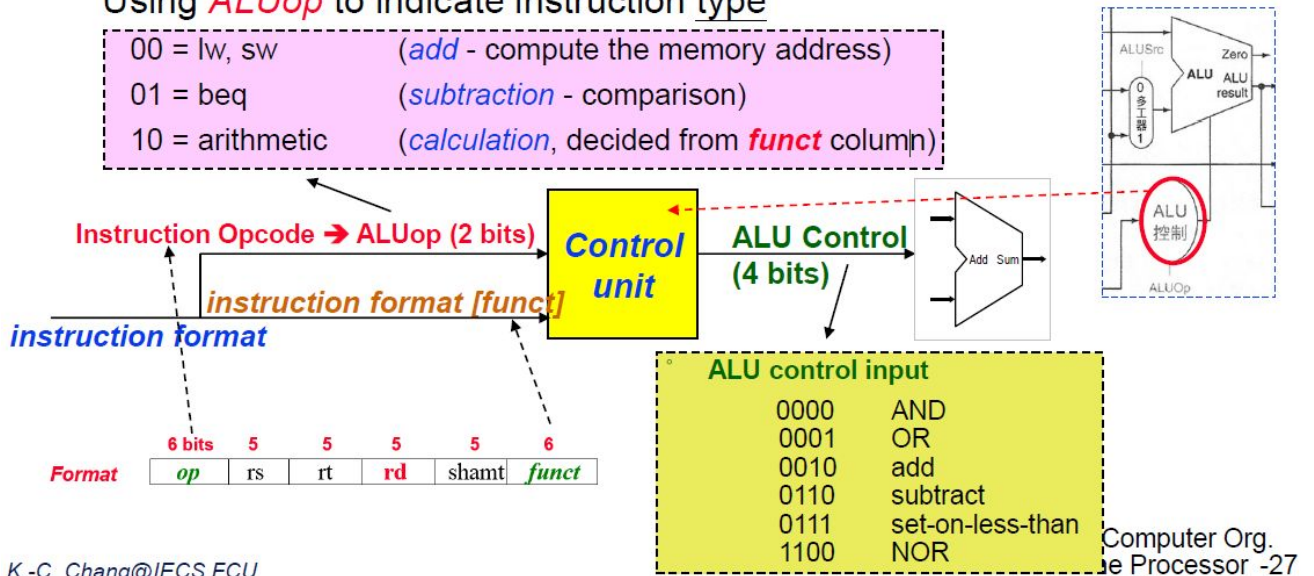 Using ALUop to indicate instruction type
00 = lw, sw (add - compute the memory address)
01 = beq (subtraction - comparison)
10 = arithmetic (calculation, decided from funct column)
ALUSrc
Zero
ALU ALU
result
0
多
工
器
1
ALU
控制
ALUOp
Instruction Opcode ➔ ALUop (2 bits)
Control
unit
ALU Control
(4 bits)
Add Sum
instruction format [funct]
instruction format
ALU control input
0000 AND
0001 OR
0010 add
0110 subtract
0111 set-on-less-than
1100 NOR
6 bits 5 5 5 5 6
Format op rs rt rd shamt funct
Computer Org.
Processor -27
K.-C. Chang@IECS.FCU